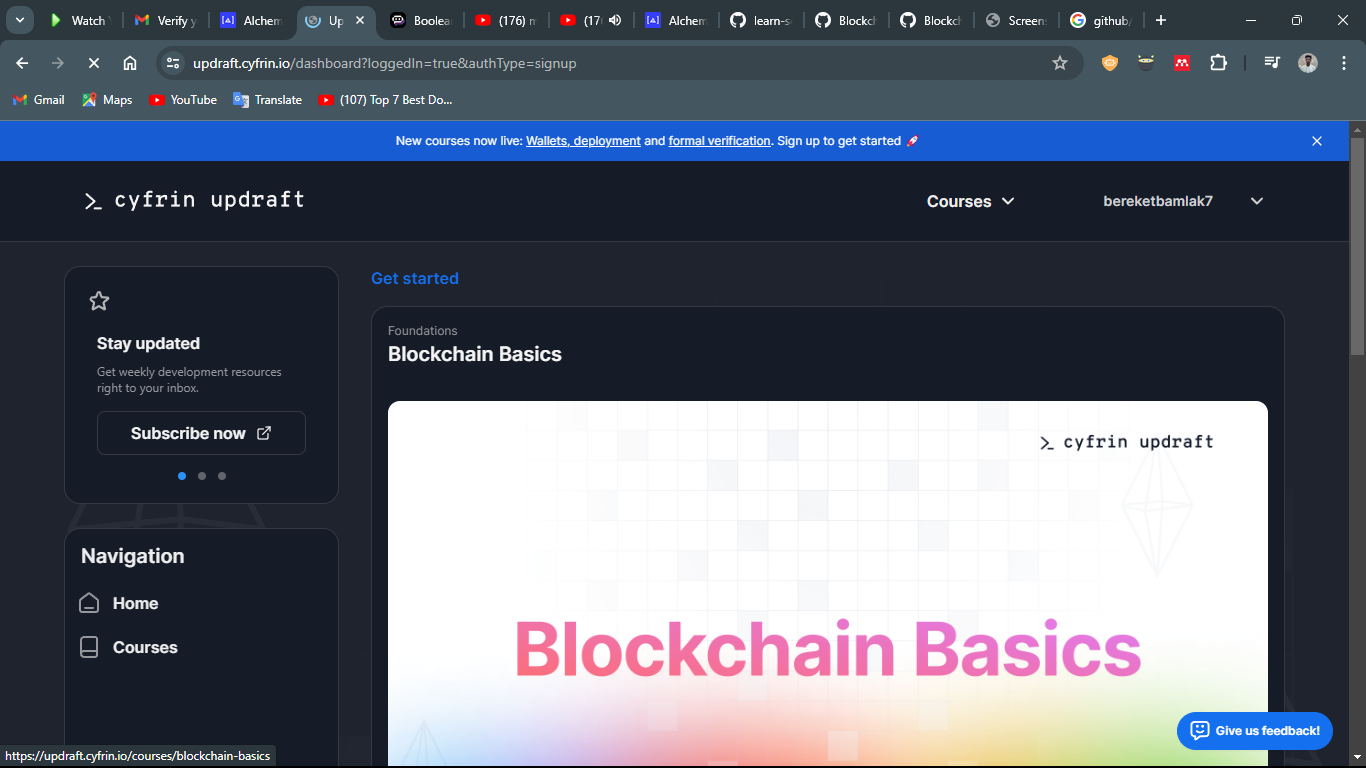 Watch
Verify y
Alchem
Up
Boolea
(176) m
(17
Alchem
learn-s
Blockch
Blockch
Screen
github/
updraft.cyfrin.io/dashboard?loggedIn=true&authType=signup
Gmail
Maps
YouTube
Translate
(107) Top 7 Best Do...
New courses now live: Wallets, deployment and formal verification. Sign up to get started 🚀
>_ cyfrin updraft
Courses
bereketbamlak7
Stay updated
Get weekly development resources
right to your inbox.
Subscribe now
Navigation
Home
Courses
Get started
Foundations
Blockchain Basics
>_ cyfrin updraft
Blockchain Basics
Give us feedback!
https://updraft.cyfrin.io/courses/blockchain-basics